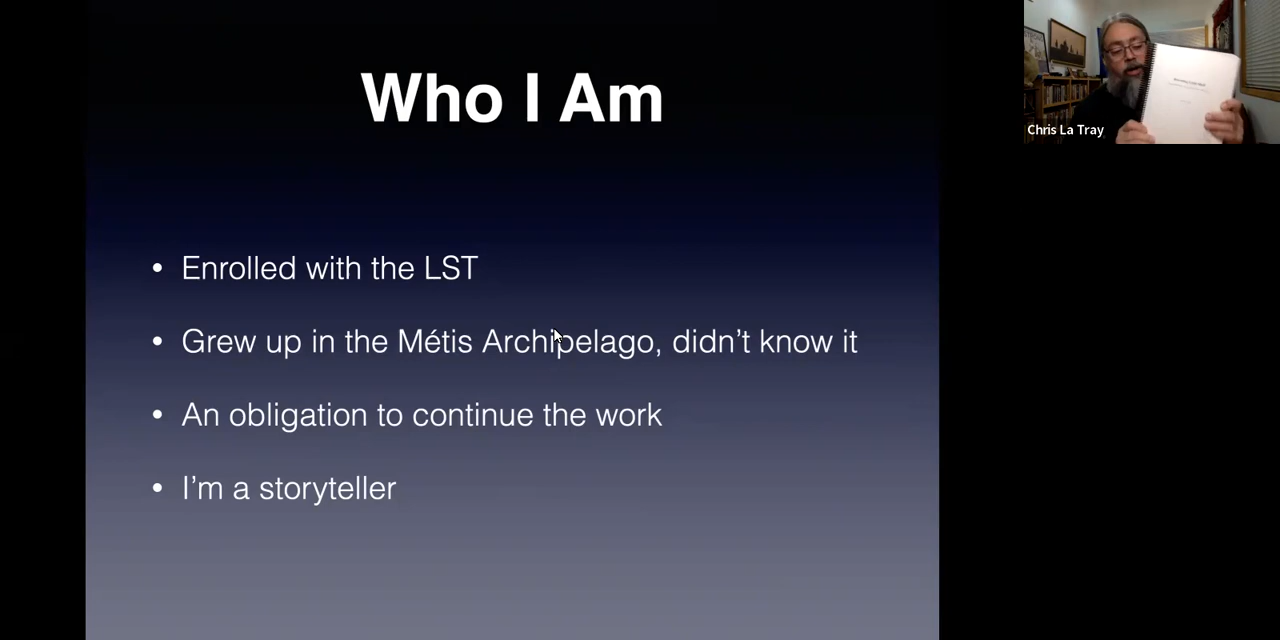 Who I Am
• Enrolled with the LST
• Grew up in the Métis Archipelago, didn’t know it
• An obligation to continue the work
• I’m a storyteller
Chris La Tray